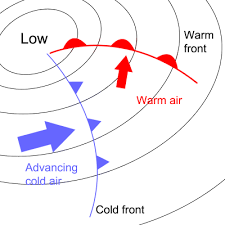 Low
Warm
front
Warm air
Advancing
cold air
Cold front